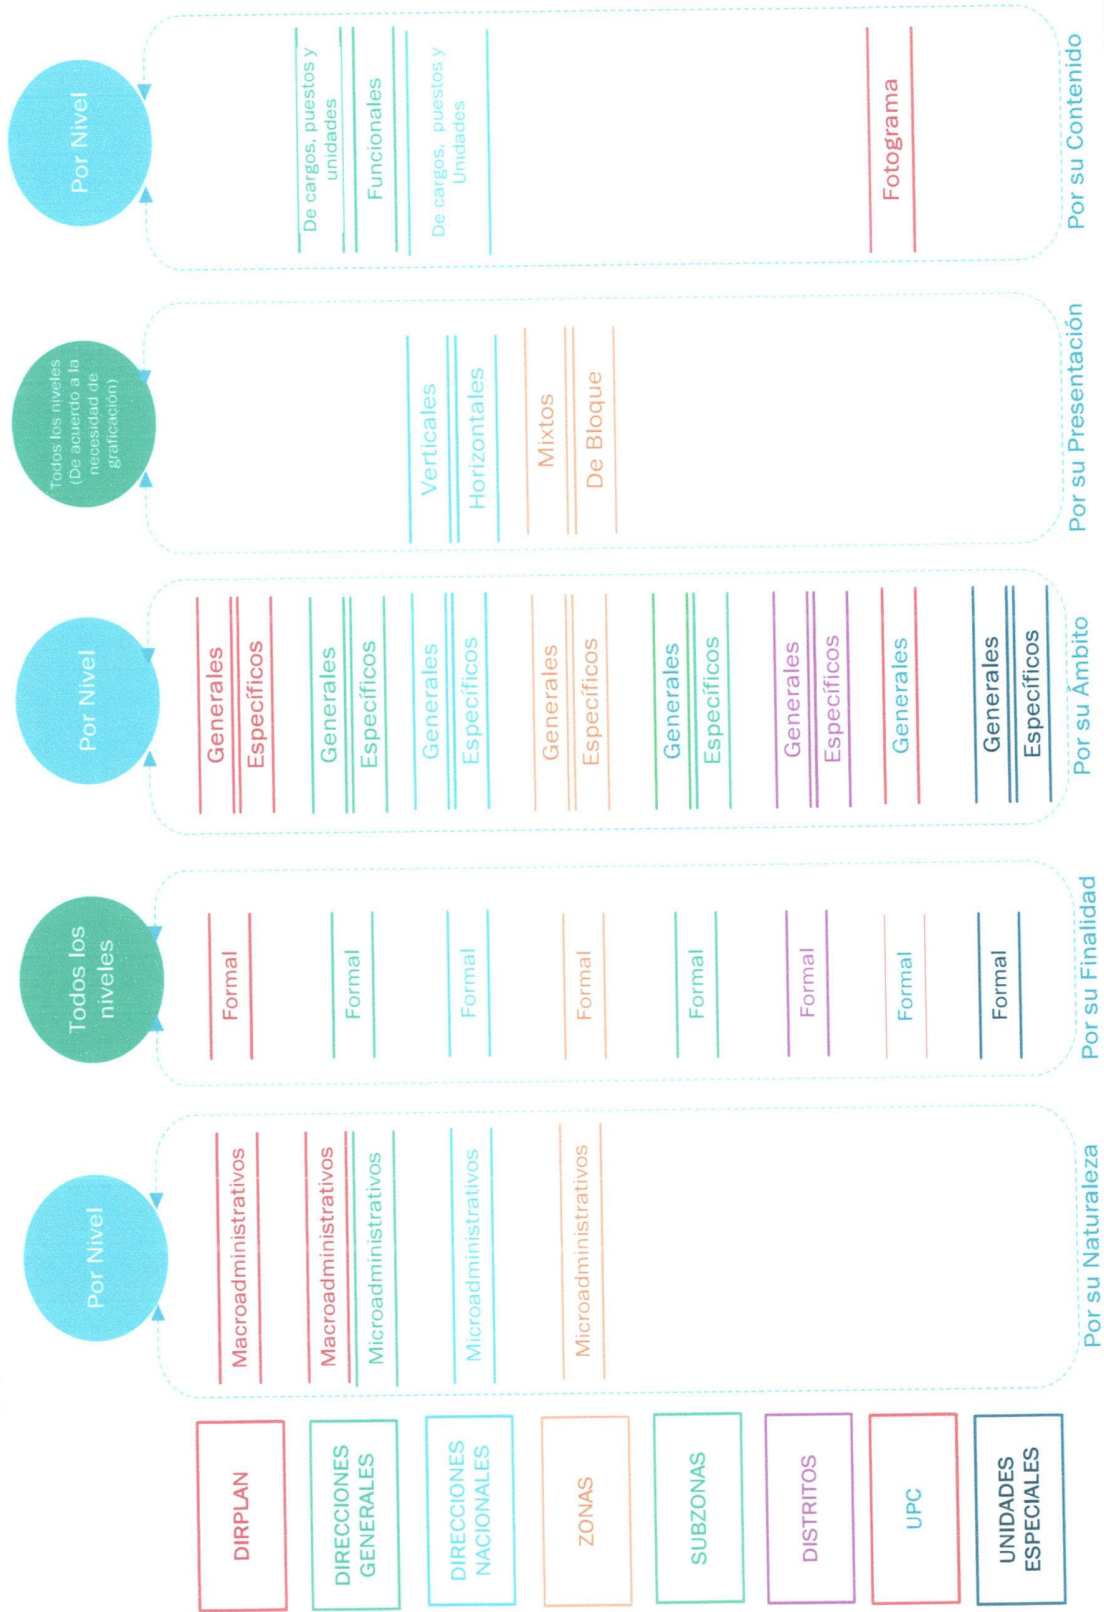 Por Nivel
Todos los
niveles
Por Nivel
Todos los niveles
(De acuerdo a la
necesidad de
graficación)
Por Nivel
DIRPLAN
Macroadministrativos
Formal
Generales
Específicos
DIRECCIONES
GENERALES
Macroadministrativos
Microadministrativos
Formal
Generales
Específicos
De cargos, puestos y
unidades
Funcionales
DIRECCIONES
NACIONALES
Microadministrativos
Formal
Generales
Específicos
Verticales
Horizontales
De cargos, puestos y
Unidades
ZONAS
Microadministrativos
Formal
Generales
Específicos
Mixtos
De Bloque
SUBZONAS
Formal
Generales
Específicos
DISTRITOS
Formal
Generales
Específicos
UPC
Formal
Generales
Fotograma
UNIDADES
ESPECIALES
Formal
Generales
Específicos
Por su Naturaleza
Por su Finalidad
Por su Ámbito
Por su Presentación
Por su Contenido